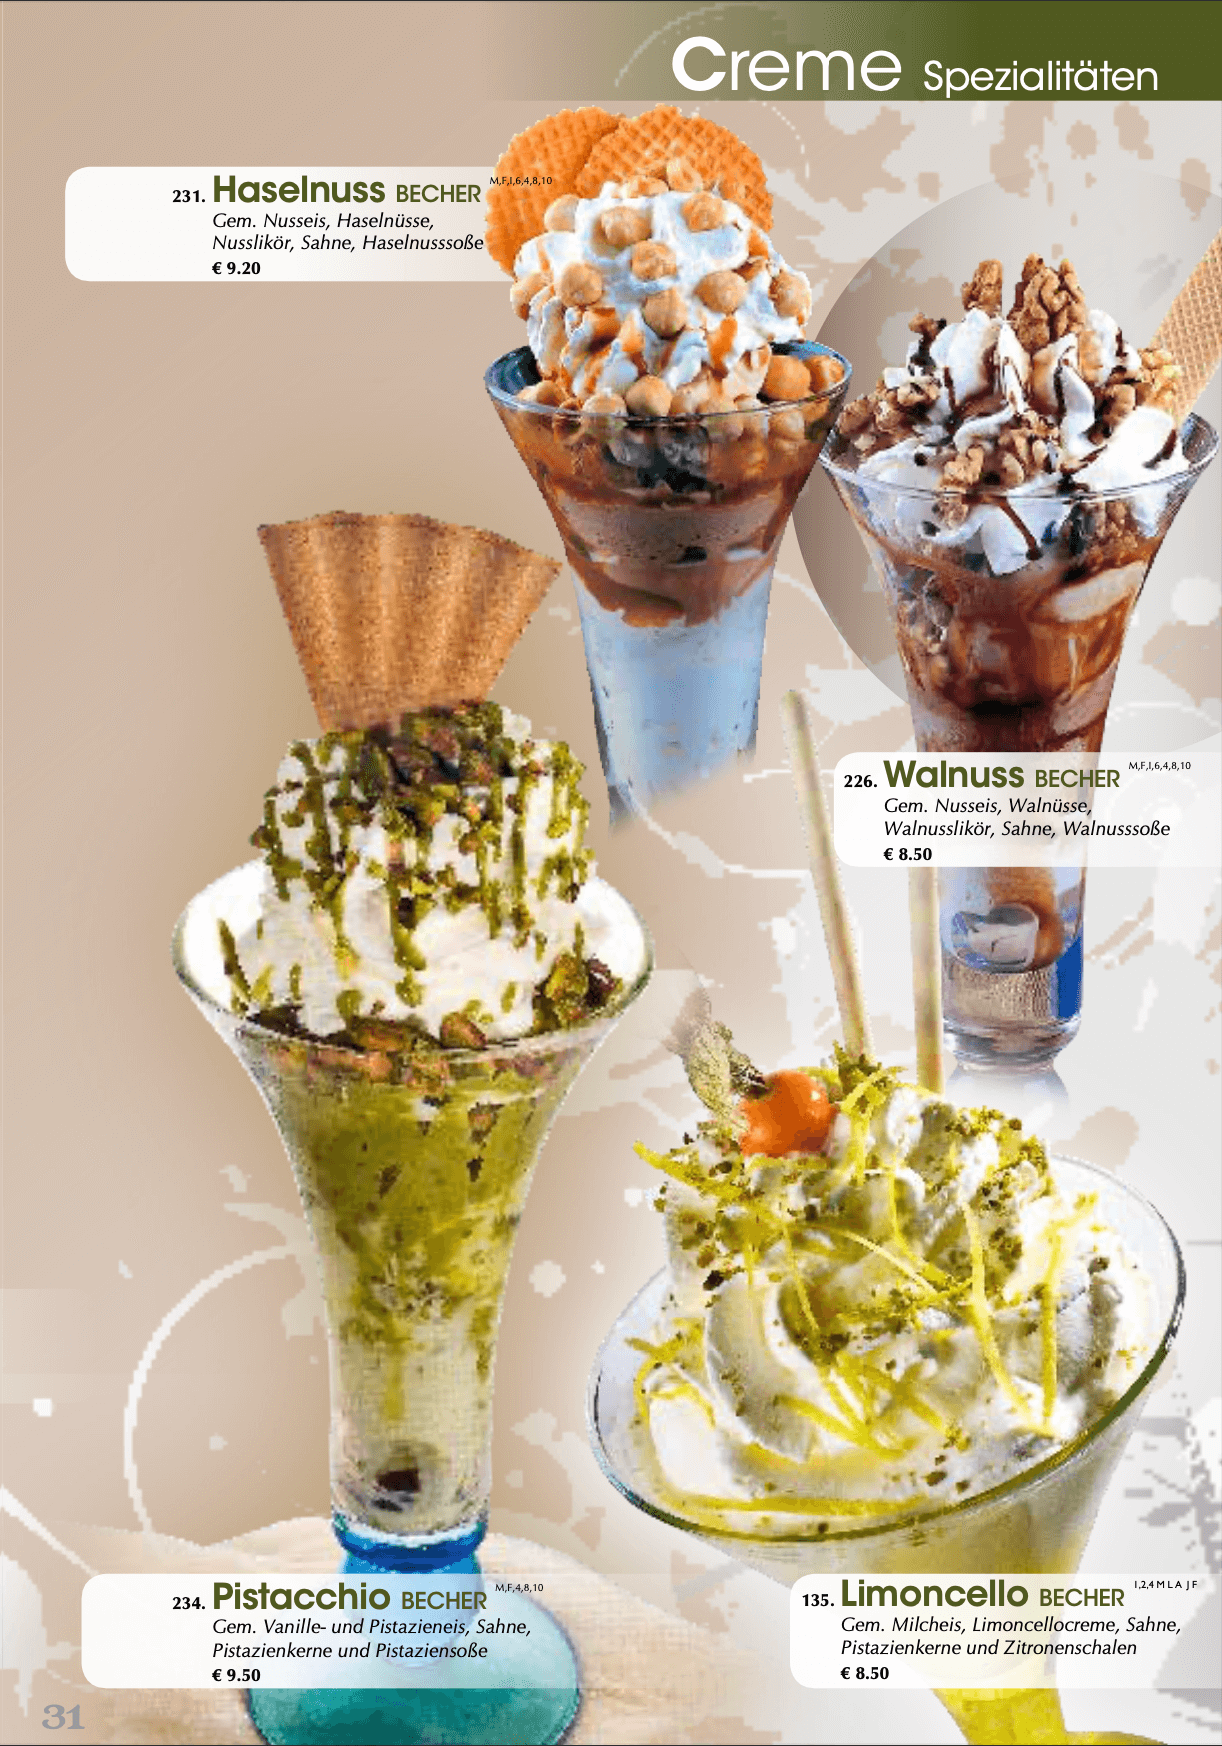 Creme Spezialitäten
231. Haselnuss BECHER M,F,I,6,4,8,10
Gem. Nusseis, Haselnüsse,
Nusslikör, Sahne, Haselnusssoße
€ 9.20
226. Walnuss BECHER M,F,I,6,4,8,10
Gem. Nusseis, Walnüsse,
Walnusslikör, Sahne, Walnusssoße
€ 8.50
234. Pistacchio BECHER M,F,4,8,10
Gem. Vanille- und Pistazieneis, Sahne,
Pistazienkerne und Pistaziensoße
€ 9.50
135. Limoncello BECHER 1,2,4 M L A J F
Gem. Milcheis, Limoncellocreme, Sahne,
Pistazienkerne und Zitronenschalen
€ 8.50
31